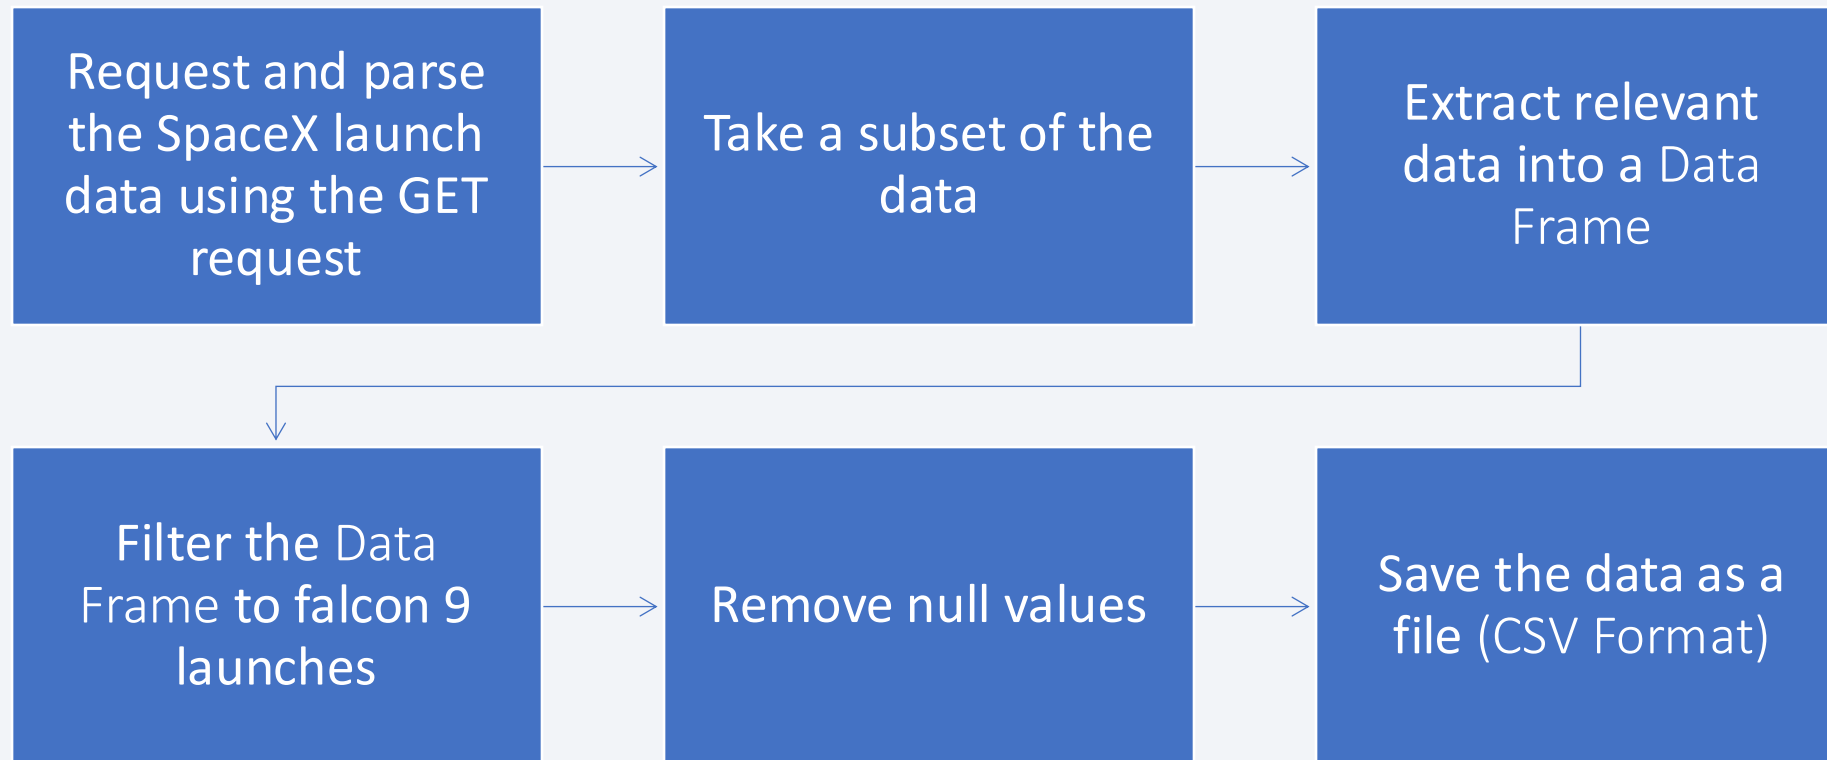 Request and parse
the SpaceX launch
data using the GET
request
Take a subset of the
data
Extract relevant
data into a Data
Frame
Filter the Data
Frame to falcon 9
launches
Remove null values
Save the data as a
file (CSV Format)